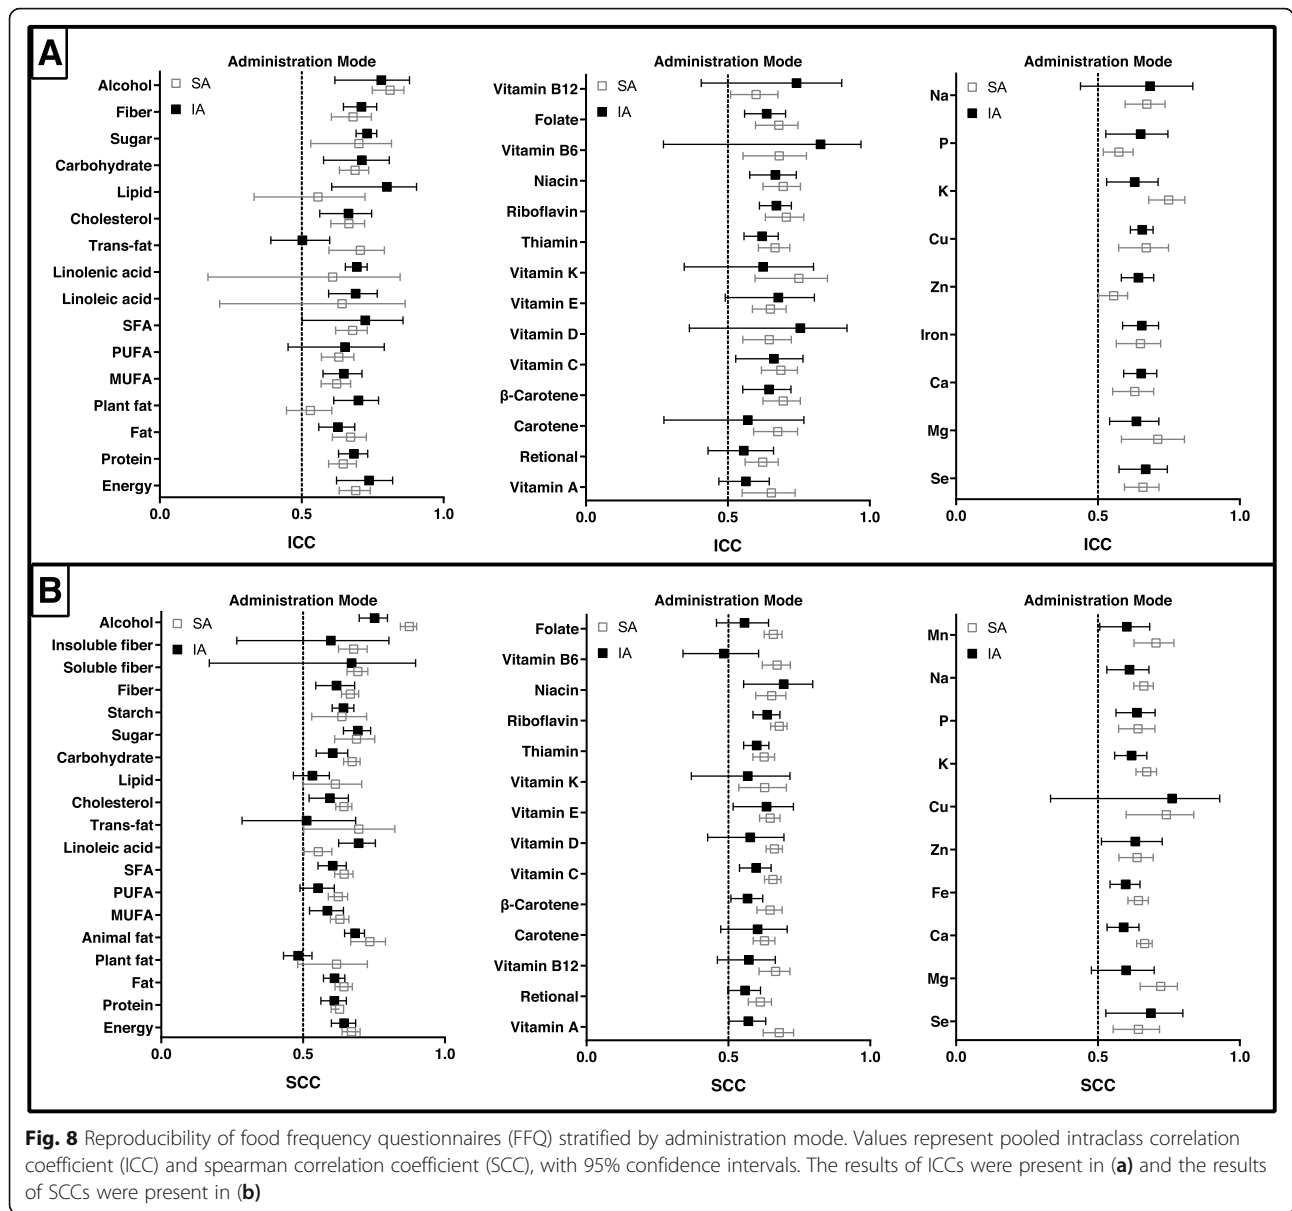 A
Administration Mode
SA
IA
Alcohol
Fiber
Sugar
Carbohydrate
Lipid
Cholesterol
Trans-fat
Linolenic acid
Linoleic acid
SFA
PUFA
MUFA
Plant fat
Fat
Protein
Energy
0.0 0.5 1.0
ICC
Administration Mode
SA
IA
Vitamin B12
Folate
Vitamin B6
Niacin
Riboflavin
Thiamin
Vitamin K
Vitamin E
Vitamin D
Vitamin C
β-Carotene
Carotene
Retional
Vitamin A
0.0 0.5 1.0
ICC
Administration Mode
SA
IA
Na
P
K
Cu
Zn
Iron
Ca
Mg
Se
0.0 0.5 1.0
ICC
B
Administration Mode
SA
IA
Alcohol
Insoluble fiber
Soluble fiber
Fiber
Starch
Sugar
Carbohydrate
Lipid
Cholesterol
Trans-fat
Linoleic acid
SFA
PUFA
MUFA
Animal fat
Plant fat
Fat
Protein
Energy
0.0 0.5 1.0
SCC
Administration Mode
SA
IA
Folate
Vitamin B6
Niacin
Riboflavin
Thiamin
Vitamin K
Vitamin E
Vitamin D
Vitamin C
β-Carotene
Carotene
Vitamin B12
Retional
Vitamin A
0.0 0.5 1.0
SCC
Administration Mode
SA
IA
Mn
Na
P
K
Cu
Zn
Fe
Ca
Mg
Se
0.0 0.5 1.0
SCC
Fig. 8 Reproducibility of food frequency questionnaires (FFQ) stratified by administration mode. Values represent pooled intraclass correlation
coefficient (ICC) and spearman correlation coefficient (SCC), with 95% confidence intervals. The results of ICCs were present in (a) and the results
of SCCs were present in (b)